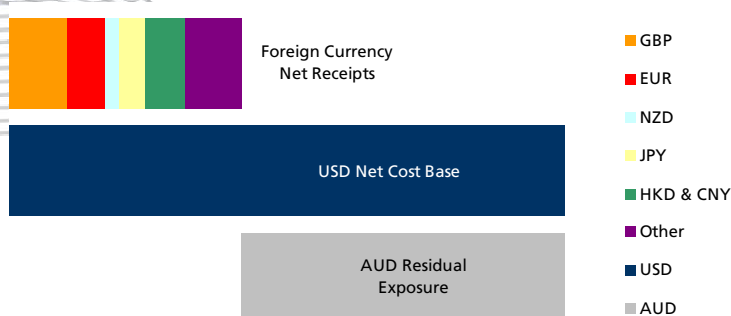 Foreign Currency
Net Receipts
USD Net Cost Base
AUD Residual
Exposure
GBP
EUR
NZD
JPY
HKD & CNY
Other
USD
AUD